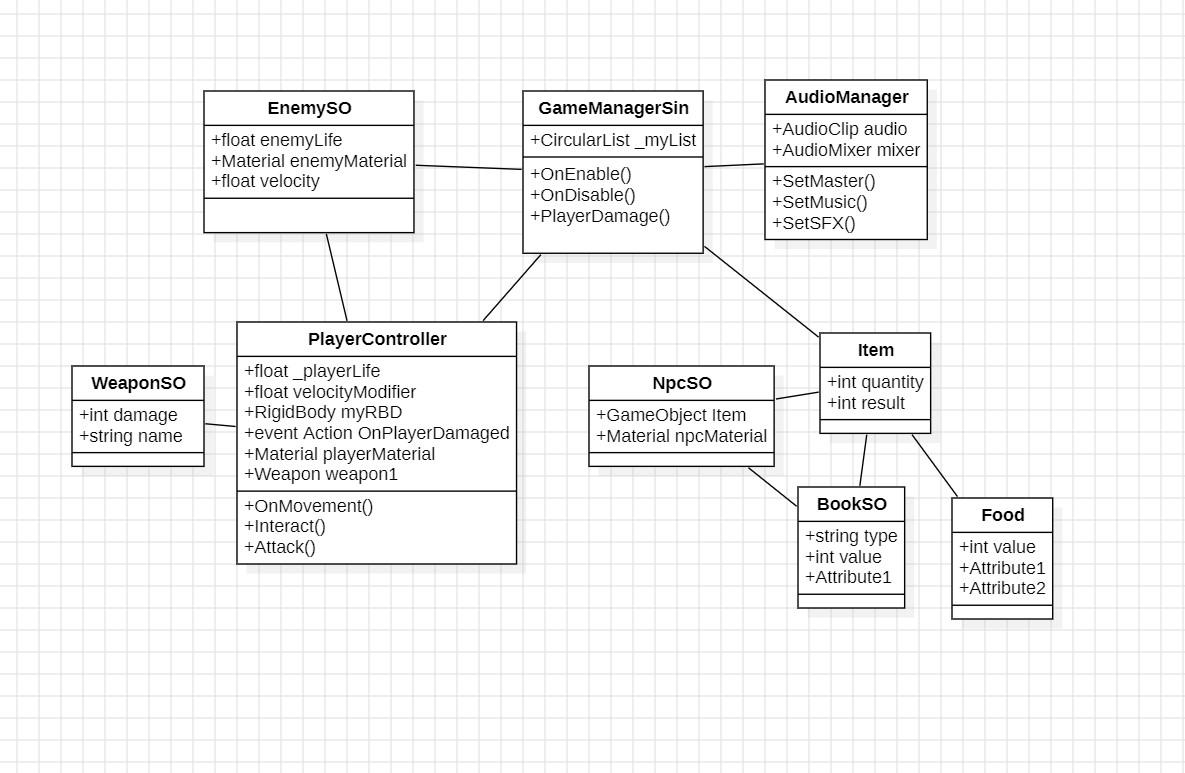 EnemySO
+float enemyLife
+Material enemyMaterial
+float velocity
GameManagerSin
+CircularList _myList
+OnEnable()
+OnDisable()
+PlayerDamage()
AudioManager
+AudioClip audio
+AudioMixer mixer
+SetMaster()
+SetMusic()
+SetSFX()
WeaponSO
+int damage
+string name
PlayerController
+float _playerLife
+float velocityModifier
+RigidBody myRBD
+event Action OnPlayerDamaged
+Material playerMaterial
+Weapon weapon1
+OnMovement()
+Interact()
+Attack()
NpcSO
+GameObject Item
+Material npcMaterial
Item
+int quantity
+int result
BookSO
+string type
+int value
+Attribute1
Food
+int value
+Attribute1
+Attribute2